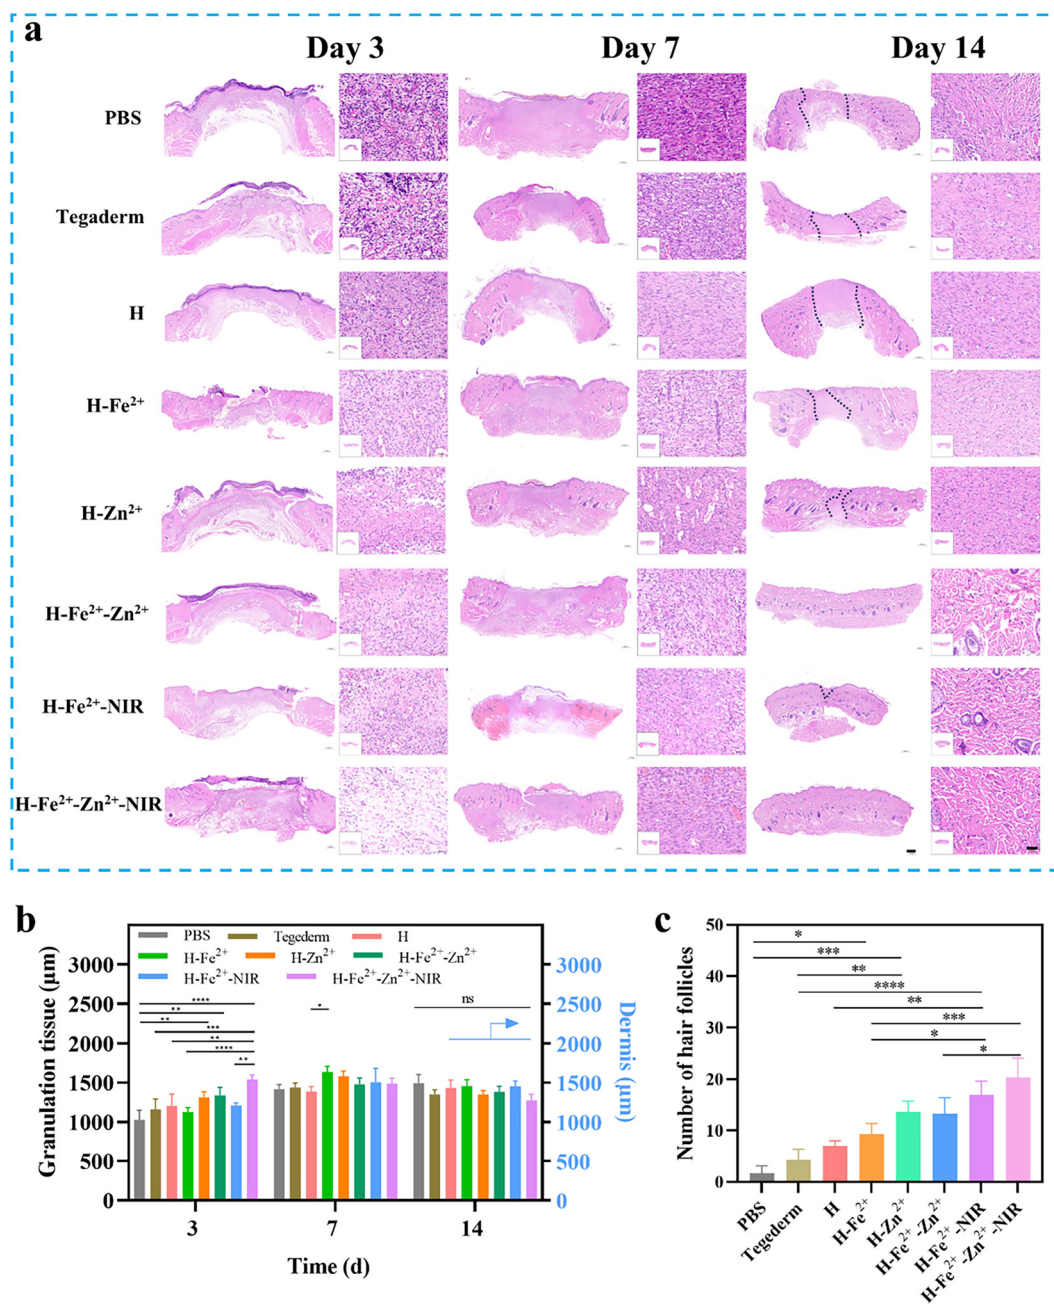 a
Day 3 Day 7 Day 14
PBS
Tegaderm
H
H-Fe²⁺
H-Zn²⁺
H-Fe²⁺-Zn²⁺
H-Fe²⁺-NIR
H-Fe²⁺-Zn²⁺-NIR
b
PBS Tegederm H
H-Fe²⁺ H-Zn²⁺ H-Fe²⁺-Zn²⁺
H-Fe²⁺-NIR H-Fe²⁺-Zn²⁺-NIR
Granulation tissue (μm)
3000
2500
2000
1500
1000
500
0
****
**
**
***
**
****
**
*
ns
3000
2500
2000
1500
1000
500
0
Dermis (μm)
3 7 14
Time (d)
c
Number of hair follicles
50
40
30
20
10
0
*
***
**
****
**
***
*
*
PBS
Tegederm
H
H-Fe²⁺
H-Zn²⁺
H-Fe²⁺-Zn²⁺
H-Fe²⁺-NIR
H-Fe²⁺-Zn²⁺-NIR